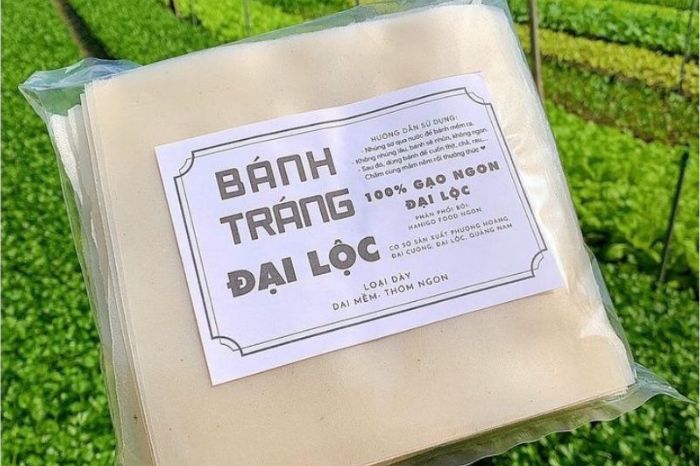 BÁNH
TRÁNG
ĐẠI LỘC
LOẠI DÀY
DAI MỀM- THƠM NGON
HƯỚNG DẪN SỬ DỤNG:
- Nhúng sơ qua nước để bánh mềm ra,
- Không nhúng lâu, bánh sẽ nhũn, không ngon.
- Sau đó, dùng bánh để cuốn thịt, chả, rau,..
Chấm cùng mắm nêm rồi thưởng thức ❤
100% GẠO NGON
ĐẠI LỘC
PHÂN PHỐI BỞI:
HAHIGO FOOD NGON
CƠ SỞ SẢN XUẤT PHƯỢNG HOÀNG,
ĐẠI CƯỜNG, ĐẠI LỘC, QUẢNG NAM